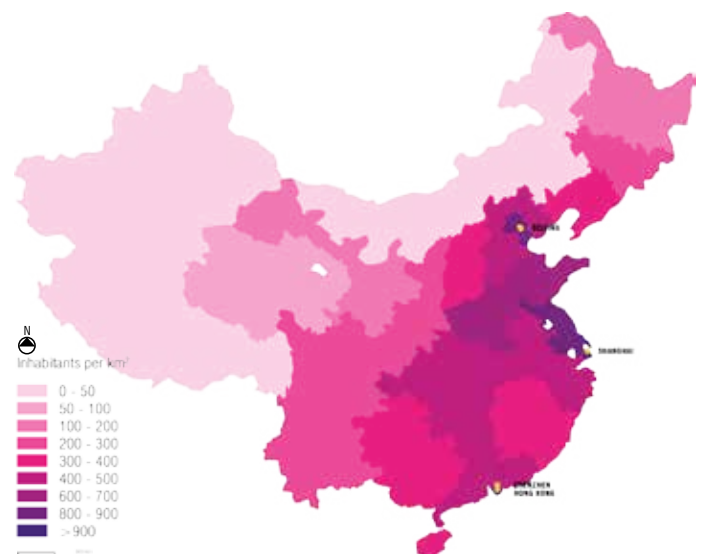 BEIJING
SHANGHAI
SHENZHEN
HONG KONG
N
Inhabitants per km²
0 - 50
50 - 100
100 - 200
200 - 300
300 - 400
400 - 500
600 - 700
800 - 900
>900